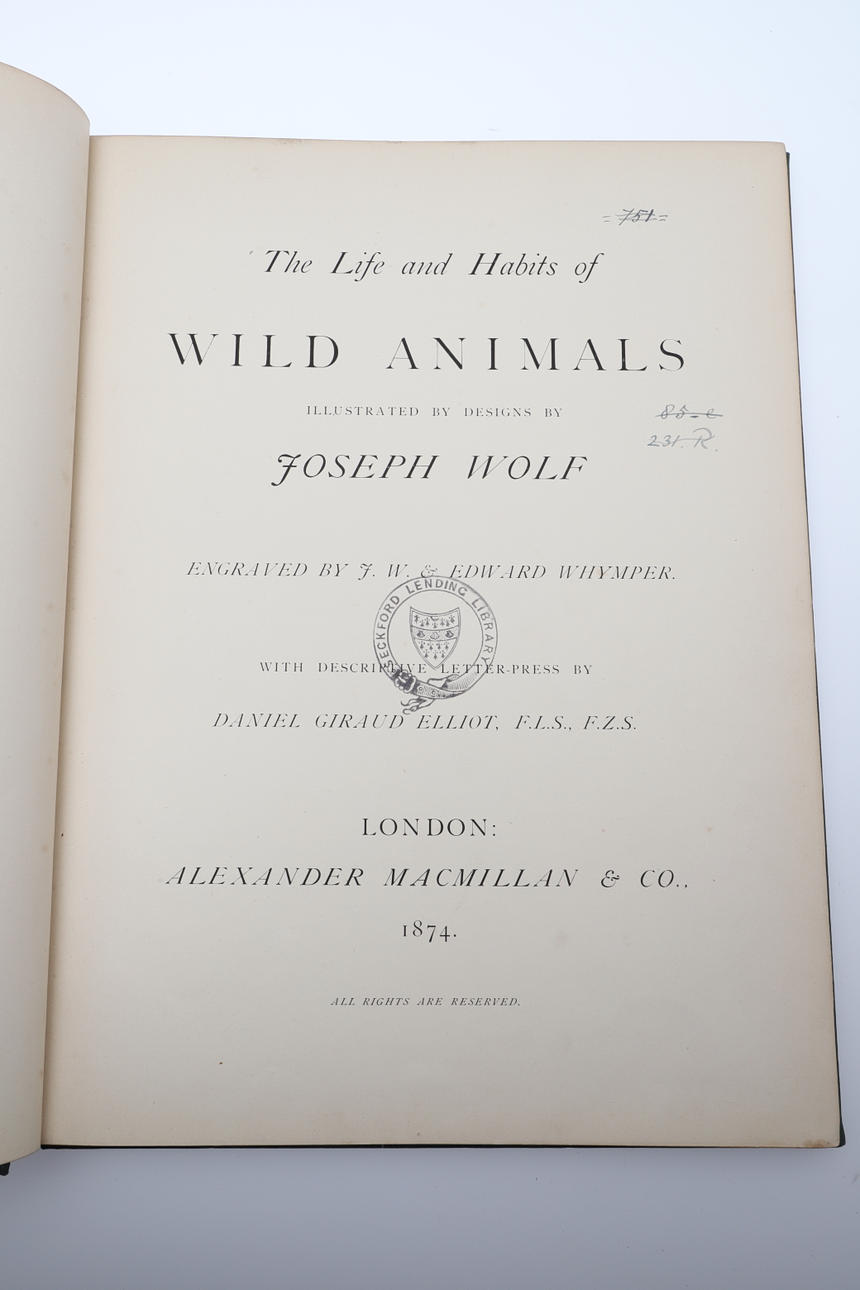 =751=
The Life and Habits of
WILD ANIMALS
ILLUSTRATED BY DESIGNS BY
85-e
JOSEPH WOLF
231.R.
ENGRAVED BY J. W. & EDWARD WHYMPER.
BECKFORD LENDING LIBRARY
WITH DESCRIPTIVE LETTER-PRESS BY
DANIEL GIRAUD ELLIOT, F.L.S., F.Z.S.
LONDON:
ALEXANDER MACMILLAN & CO.,
1874.
ALL RIGHTS ARE RESERVED.